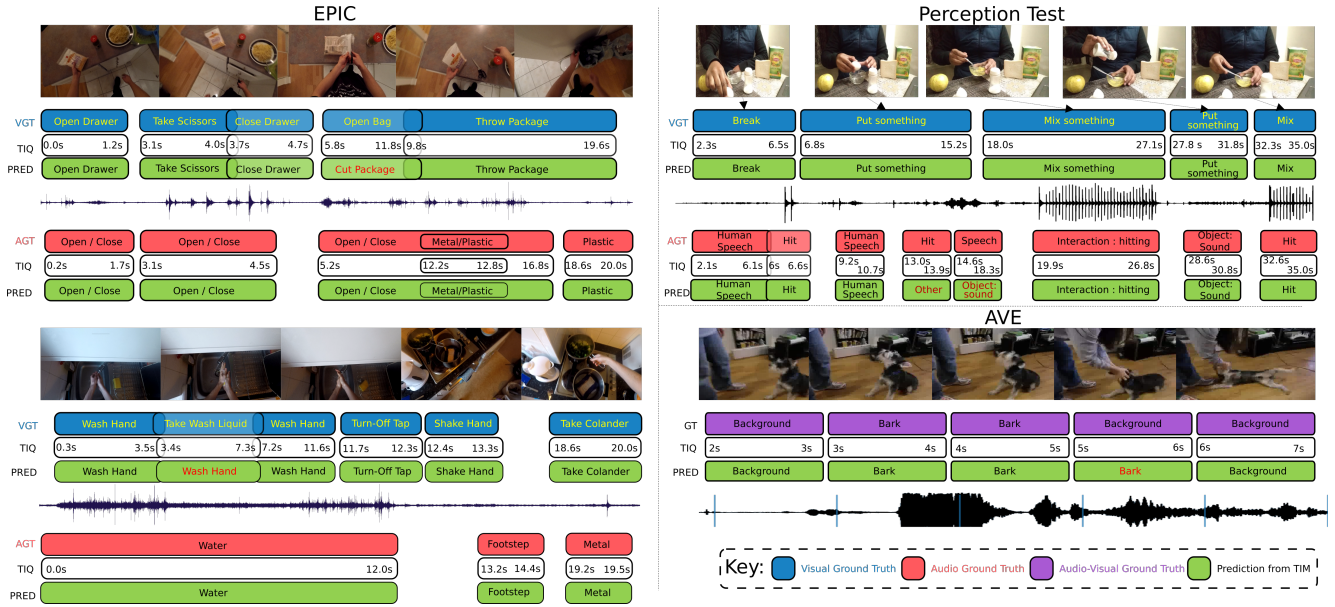 EPIC
VGT Open Drawer Take Scissors Close Drawer Open Bag Throw Package
TIQ 0.0s 1.2s 3.1s 4.0s 3.7s 4.7s 5.8s 11.8s 9.8s 19.6s
PRED Open Drawer Take Scissors Close Drawer Cut Package Throw Package
AGT Open / Close Open / Close Open / Close Metal/Plastic Plastic
TIQ 0.2s 1.7s 3.1s 4.5s 5.2s 12.2s 12.8s 16.8s 18.6s 20.0s
PRED Open / Close Open / Close Open / Close Metal/Plastic Plastic
VGT Wash Hand Take Wash Liquid Wash Hand Turn-Off Tap Shake Hand Take Colander
TIQ 0.3s 3.5s 3.4s 7.3s 7.2s 11.6s 11.7s 12.3s 12.4s 13.3s 18.6s 20.0s
PRED Wash Hand Wash Hand Wash Hand Turn-Off Tap Shake Hand Take Colander
AGT Water Footstep Metal
TIQ 0.0s 12.0s 13.2s 14.4s 19.2s 19.5s
PRED Water Footstep Metal
Perception Test
VGT Break Put something Mix something Put something Mix
TIQ 2.3s 6.5s 6.8s 15.2s 18.0s 27.1s 27.8 s 31.8s 32.3s 35.0s
PRED Break Put something Mix something Put something Mix
AGT Human Speech Hit Human Speech Hit Speech Interaction : hitting Object: Sound Hit
TIQ 2.1s 6.1s 6s 6.6s 9.2s 10.7s 13.0s 13.9s 14.6s 18.3s 19.9s 26.8s 28.6s 30.8s 32.6s 35.0s
PRED Human Speech Hit Human Speech Other Object: sound Interaction : hitting Object: Sound Hit
AVE
GT Background Bark Bark Background Background
TIQ 2s 3s 3s 4s 4s 5s 5s 6s 6s 7s
PRED Background Bark Bark Bark Background
Key: Visual Ground Truth Audio Ground Truth Audio-Visual Ground Truth Prediction from TIM